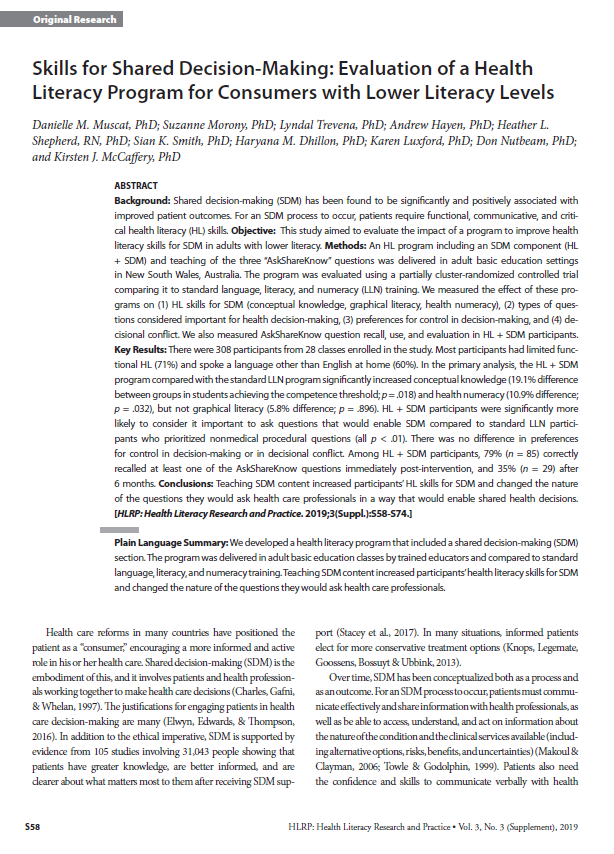 Original Research
Skills for Shared Decision-Making: Evaluation of a Health
Literacy Program for Consumers with Lower Literacy Levels
Danielle M. Muscat, PhD; Suzanne Morony, PhD; Lyndal Trevena, PhD; Andrew Hayen, PhD; Heather L.
Shepherd, RN, PhD; Sian K. Smith, PhD; Haryana M. Dhillon, PhD; Karen Luxford, PhD; Don Nutbeam, PhD;
and Kirsten J. McCaffery, PhD
ABSTRACT
Background: Shared decision-making (SDM) has been found to be significantly and positively associated with
improved patient outcomes. For an SDM process to occur, patients require functional, communicative, and criti-
cal health literacy (HL) skills. Objective: This study aimed to evaluate the impact of a program to improve health
literacy skills for SDM in adults with lower literacy. Methods: An HL program including an SDM component (HL
+ SDM) and teaching of the three "AskShareKnow" questions was delivered in adult basic education settings
in New South Wales, Australia. The program was evaluated using a partially cluster-randomized controlled trial
comparing it to standard language, literacy, and numeracy (LLN) training. We measured the effect of these pro-
grams on (1) HL skills for SDM (conceptual knowledge, graphical literacy, health numeracy), (2) types of ques-
tions considered important for health decision-making, (3) preferences for control in decision-making, and (4) de-
cisional conflict. We also measured AskShareKnow question recall, use, and evaluation in HL + SDM participants.
Key Results: There were 308 participants from 28 classes enrolled in the study. Most participants had limited func-
tional HL (71%) and spoke a language other than English at home (60%). In the primary analysis, the HL + SDM
program compared with the standard LLN program significantly increased conceptual knowledge (19.1% difference
between groups in students achieving the competence threshold; p = .018) and health numeracy (10.9% difference;
p = .032), but not graphical literacy (5.8% difference; p = .896). HL + SDM participants were significantly more
likely to consider it important to ask questions that would enable SDM compared to standard LLN partici-
pants who prioritized nonmedical procedural questions (all p < .01). There was no difference in preferences
for control in decision-making or in decisional conflict. Among HL + SDM participants, 79% (n = 85) correctly
recalled at least one of the AskShareKnow questions immediately post-intervention, and 35% (n = 29) after
6 months. Conclusions: Teaching SDM content increased participants' HL skills for SDM and changed the nature
of the questions they would ask health care professionals in a way that would enable shared health decisions.
[HLRP: Health Literacy Research and Practice. 2019;3(Suppl.):S58-S74.]
Plain Language Summary: We developed a health literacy program that included a shared decision-making (SDM)
section. The program was delivered in adult basic education classes by trained educators and compared to standard
language, literacy, and numeracy training. Teaching SDM content increased participants' health literacy skills for SDM
and changed the nature of the questions they would ask health care professionals.
Health care reforms in many countries have positioned the
patient as a "consumer," encouraging a more informed and active
role in his or her health care. Shared decision-making (SDM) is the
embodiment of this, and it involves patients and health profession-
als working together to make health care decisions (Charles, Gafni,
& Whelan, 1997). The justifications for engaging patients in health
care decision-making are many (Elwyn, Edwards, & Thompson,
2016). In addition to the ethical imperative, SDM is supported by
evidence from 105 studies involving 31,043 people showing that
patients have greater knowledge, are better informed, and are
clearer about what matters most to them after receiving SDM sup-
port (Stacey et al., 2017). In many situations, informed patients
elect for more conservative treatment options (Knops, Legemate,
Goossens, Bossuyt & Ubbink, 2013).
Over time, SDM has been conceptualized both as a process and
as an outcome. For an SDM process to occur, patients must commu-
nicate effectively and share information with health professionals, as
well as be able to access, understand, and act on information about
the nature of the condition and the clinical services available (includ-
ing alternative options, risks, benefits, and uncertainties) (Makoul &
Clayman, 2006; Towle & Godolphin, 1999). Patients also need
the confidence and skills to communicate verbally with health
S58
HLRP: Health Literacy Research and Practice • Vol. 3, No. 3 (Supplement), 2019